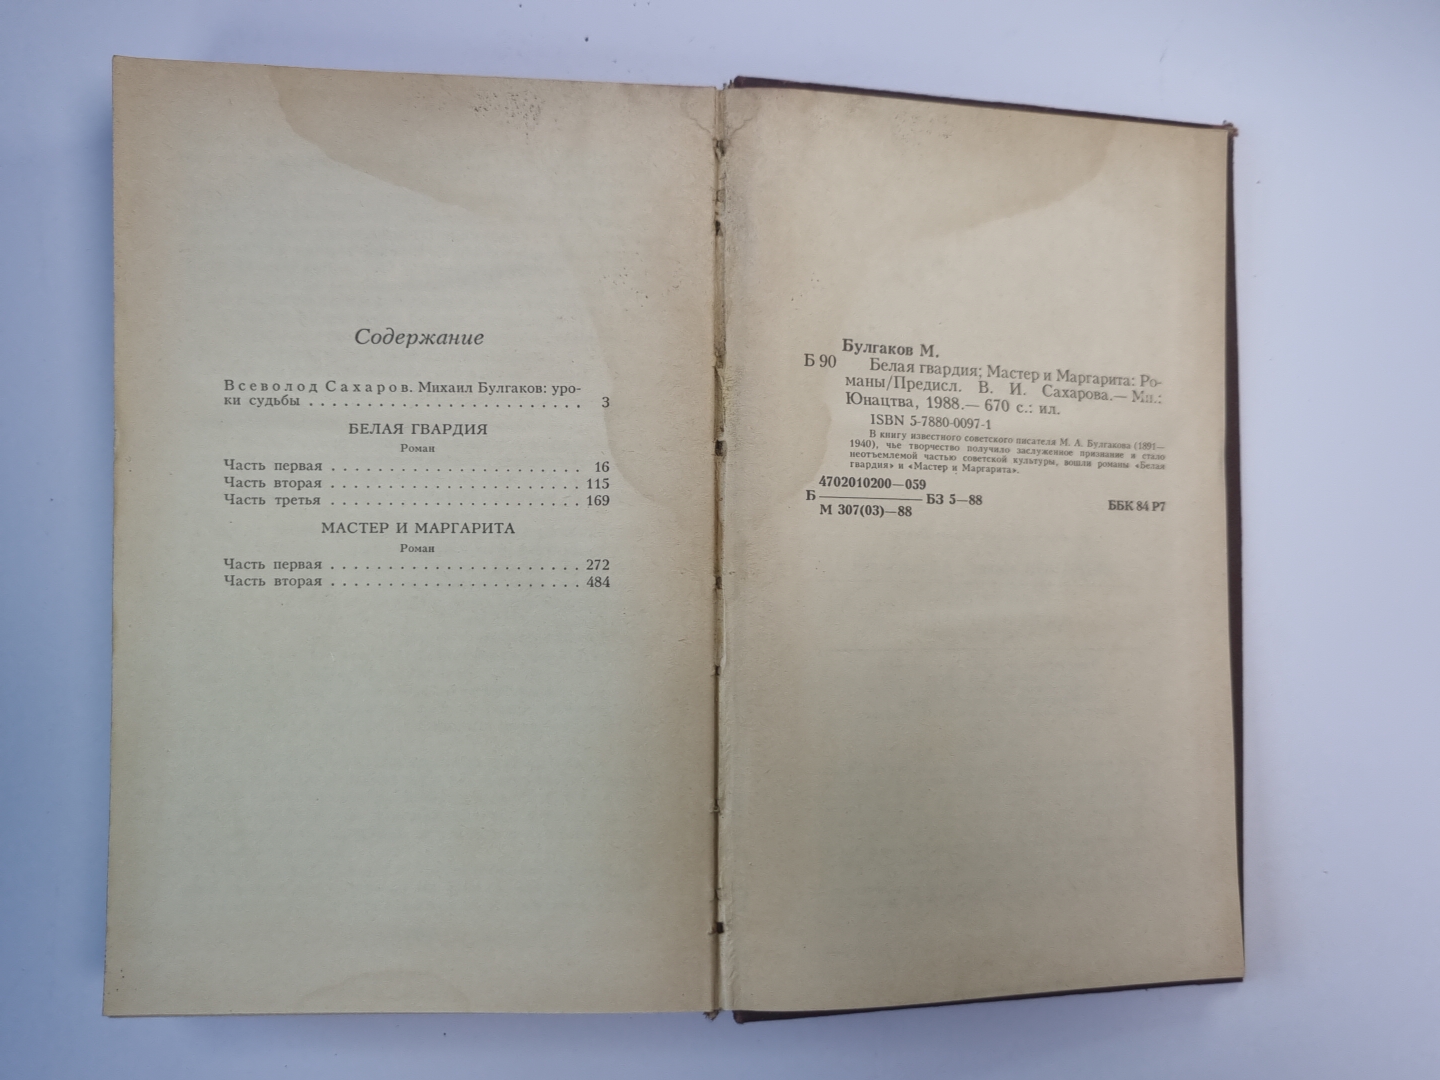 Содержание
Всеволод Сахаров. Михаил Булгаков: уро-
ки судьбы . . . . . . . . . . . . . . . . . . . . . . . . 3
БЕЛАЯ ГВАРДИЯ
Роман
Часть первая . . . . . . . . . . . . . . . . . . . . . . 16
Часть вторая . . . . . . . . . . . . . . . . . . . . . . 115
Часть третья . . . . . . . . . . . . . . . . . . . . . . 169
МАСТЕР И МАРГАРИТА
Роман
Часть первая . . . . . . . . . . . . . . . . . . . . . . 272
Часть вторая . . . . . . . . . . . . . . . . . . . . . . 484
Булгаков М.
Б 90 Белая гвардия; Мастер и Маргарита: Ро-
маны/Предисл. В. И. Сахарова.— Мн.:
Юнацтва, 1988.— 670 с.: ил.
ISBN 5-7880-0097-1
В книгу известного советского писателя М. А. Булгакова (1891—
1940), чье творчество получило заслуженное признание и стало
неотъемлемой частью советской культуры, вошли романы «Белая
гвардия» и «Мастер и Маргарита».
4702010200—059
Б ———— БЗ 5—88
М 307(03)—88
ББК 84 Р7